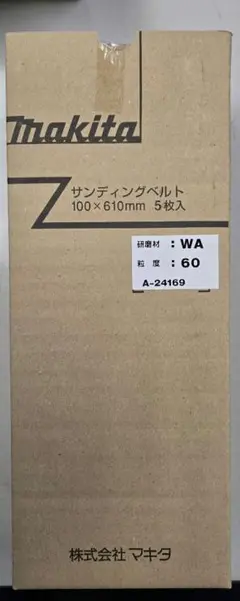 makita
サンディングベルト
100×610mm 5枚入
研磨材 : WA
粒 度 : 60
A-24169
株式会社 マキタ